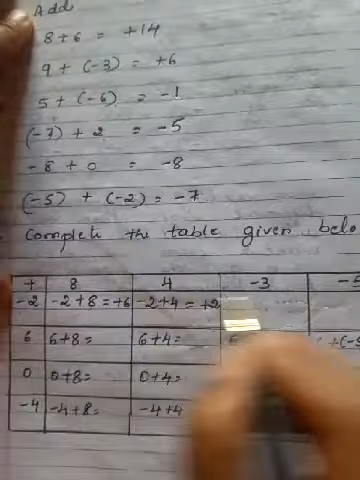 Add
8 + 6 = +14
9 + (-3) = +6
5 + (-6) = -1
(-7) + 2 = -5
-8 + 0 = -8
(-5) + (-2) = -7
Complete the table given belo
+ 8 4 -3 -5
-2 -2+8=+6 -2+4=+2
6 6+8= 6+4= 6
0 0+8= 0+4=
-4 -4+8= -4+4